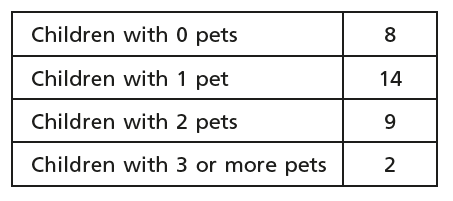 Children with 0 pets 8
Children with 1 pet 14
Children with 2 pets 9
Children with 3 or more pets 2